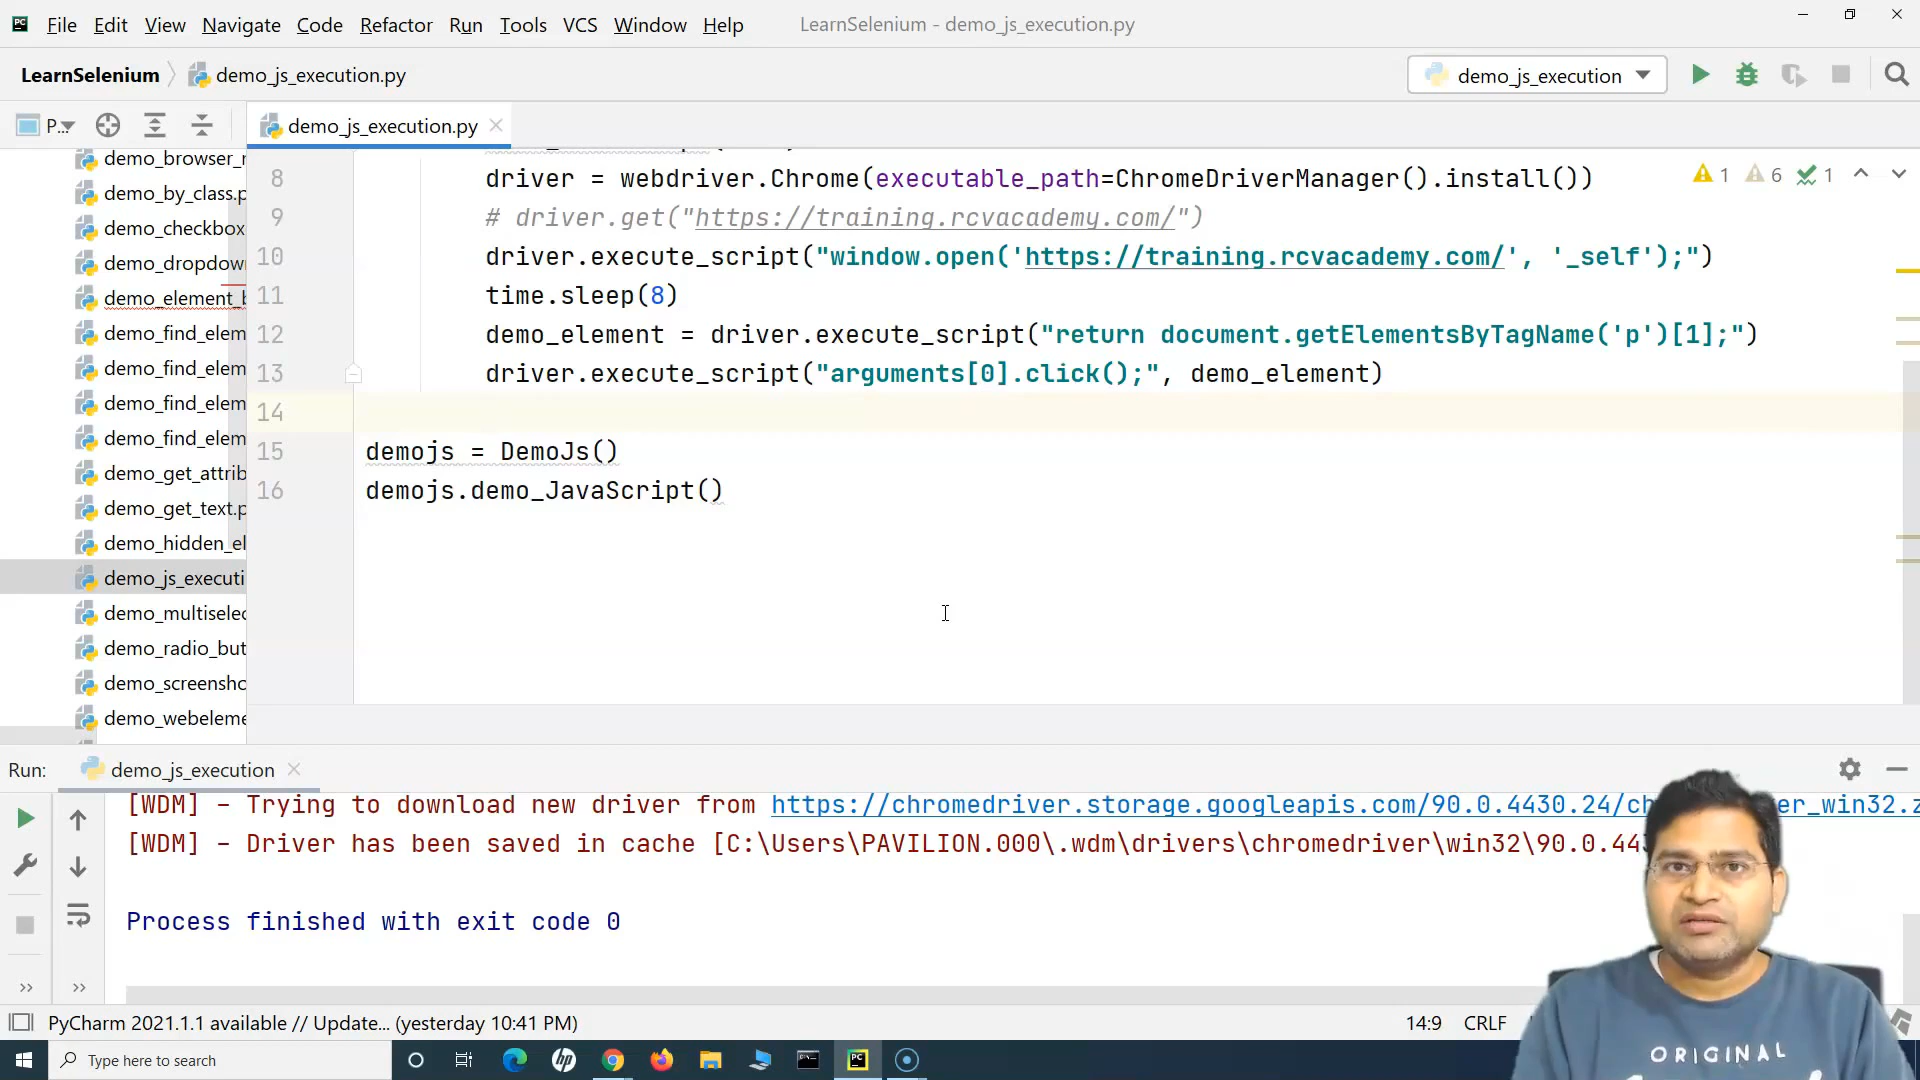 File Edit View Navigate Code Refactor Run Tools VCS Window Help LearnSelenium - demo_js_execution.py
LearnSelenium demo_js_execution.py demo_js_execution
P... demo_js_execution.py
demo_browser_r
demo_by_class.p
demo_checkbox
demo_dropdow
demo_element_b
demo_find_elem
demo_find_elem
demo_find_elem
demo_find_elem
demo_get_attrib
demo_get_text.p
demo_hidden_el
demo_js_executi
demo_multiselec
demo_radio_but
demo_screensho
demo_webeleme
8 driver = webdriver.Chrome(executable_path=ChromeDriverManager().install())
1 6 1
9 # driver.get("https://training.rcvacademy.com/")
10 driver.execute_script("window.open('https://training.rcvacademy.com/', '_self');")
11 time.sleep(8)
12 demo_element = driver.execute_script("return document.getElementsByTagName('p')[1];")
13 driver.execute_script("arguments[0].click();", demo_element)
14
15 demojs = DemoJs()
16 demojs.demo_JavaScript()
Run: demo_js_execution
[WDM] - Trying to download new driver from https://chromedriver.storage.googleapis.com/90.0.4430.24/ch er_win32.z
[WDM] - Driver has been saved in cache [C:\Users\PAVILION.000\.wdm\drivers\chromedriver\win32\90.0.443
Process finished with exit code 0
PyCharm 2021.1.1 available // Update... (yesterday 10:41 PM) 14:9 CRLF
Type here to search
ORIGINAL